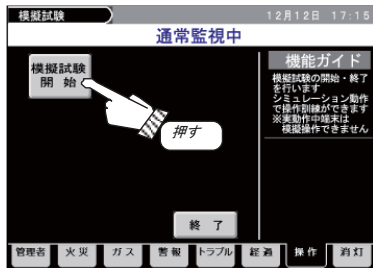 模擬試験
12月12日 17:15
通常監視中
模擬試験
開 始
押す
機能ガイド
模擬試験の開始・終了
を行います
シミュレーション動作
で操作訓練ができます
※実動作中端末は
模擬操作できません
終 了
管理者 火 災 ガ ス 警 報 トラブル 経 過 操 作 消 灯